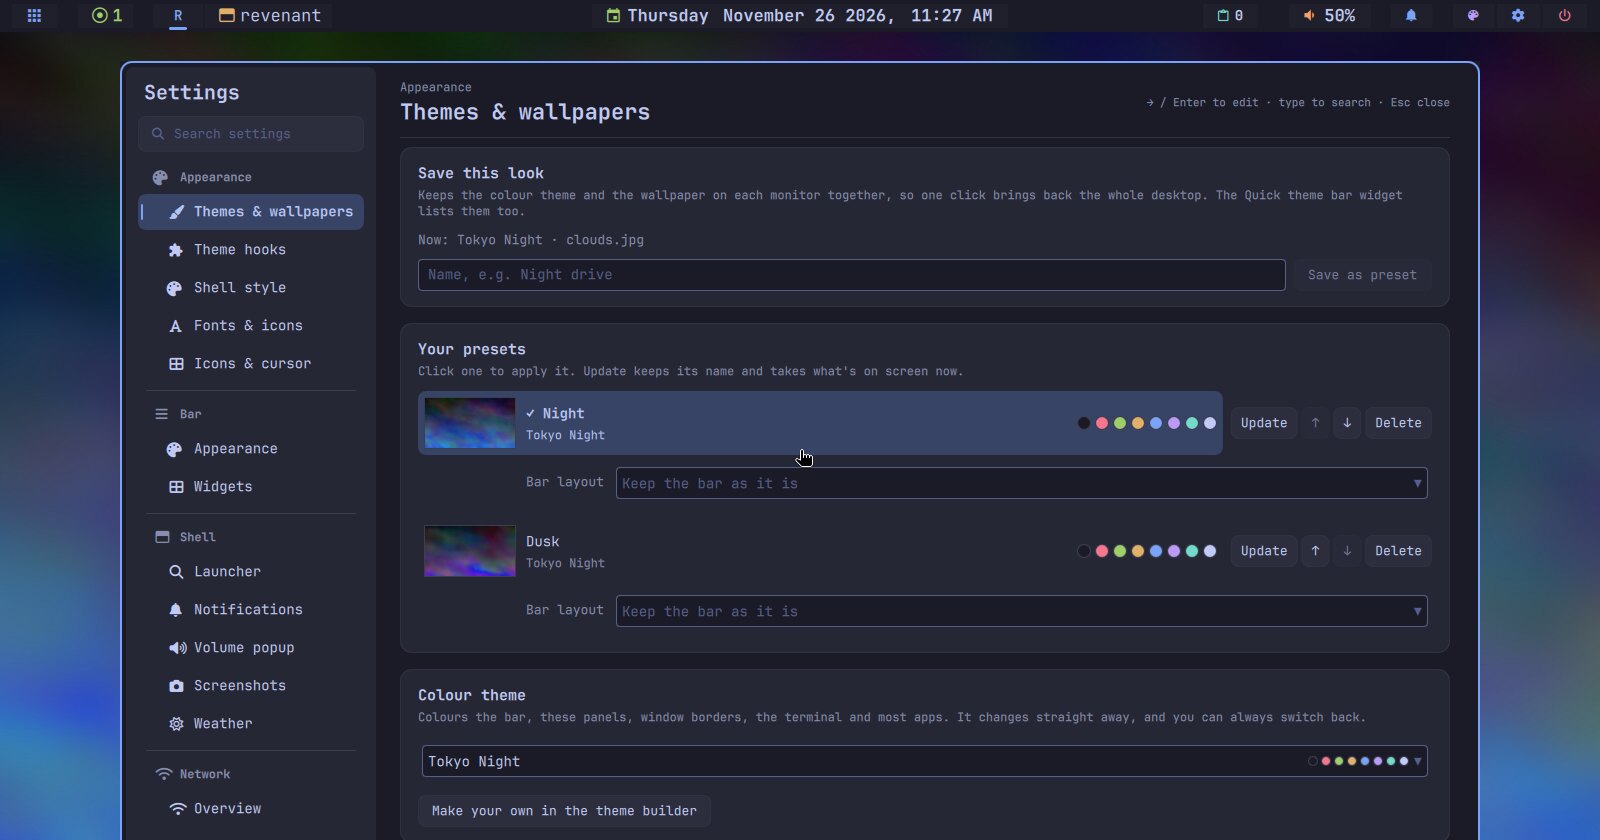 1
R
revenant
Thursday November 26 2026, 11:27 AM
0
50%
Settings
Search settings
Appearance
Themes & wallpapers
Theme hooks
Shell style
Fonts & icons
Icons & cursor
Bar
Appearance
Widgets
Shell
Launcher
Notifications
Volume popup
Screenshots
Weather
Network
Overview
Appearance
Themes & wallpapers
→ / Enter to edit · type to search · Esc close
Save this look
Keeps the colour theme and the wallpaper on each monitor together, so one click brings back the whole desktop. The Quick theme bar widget
lists them too.
Now: Tokyo Night · clouds.jpg
Name, e.g. Night drive
Save as preset
Your presets
Click one to apply it. Update keeps its name and takes what's on screen now.
✓ Night
Tokyo Night
Update ↑ ↓ Delete
Bar layout
Keep the bar as it is
Dusk
Tokyo Night
Update ↑ ↓ Delete
Bar layout
Keep the bar as it is
Colour theme
Colours the bar, these panels, window borders, the terminal and most apps. It changes straight away, and you can always switch back.
Tokyo Night
Make your own in the theme builder